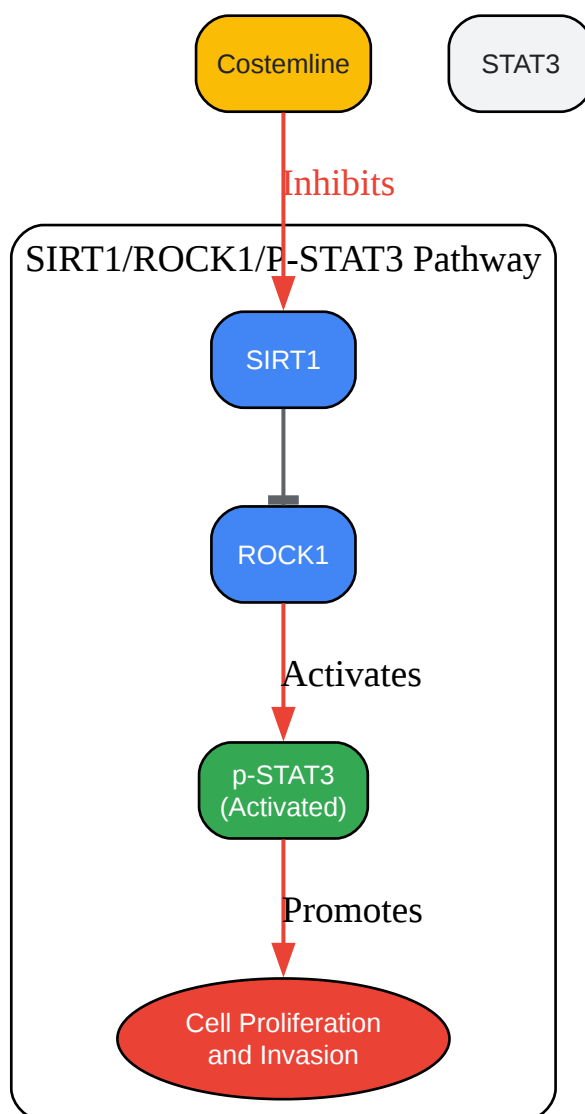 Costemline
STAT3
Inhibits
SIRT1/ROCK1/P-STAT3 Pathway
SIRT1
ROCK1
Activates
p-STAT3
(Activated)
Promotes
Cell Proliferation
and Invasion